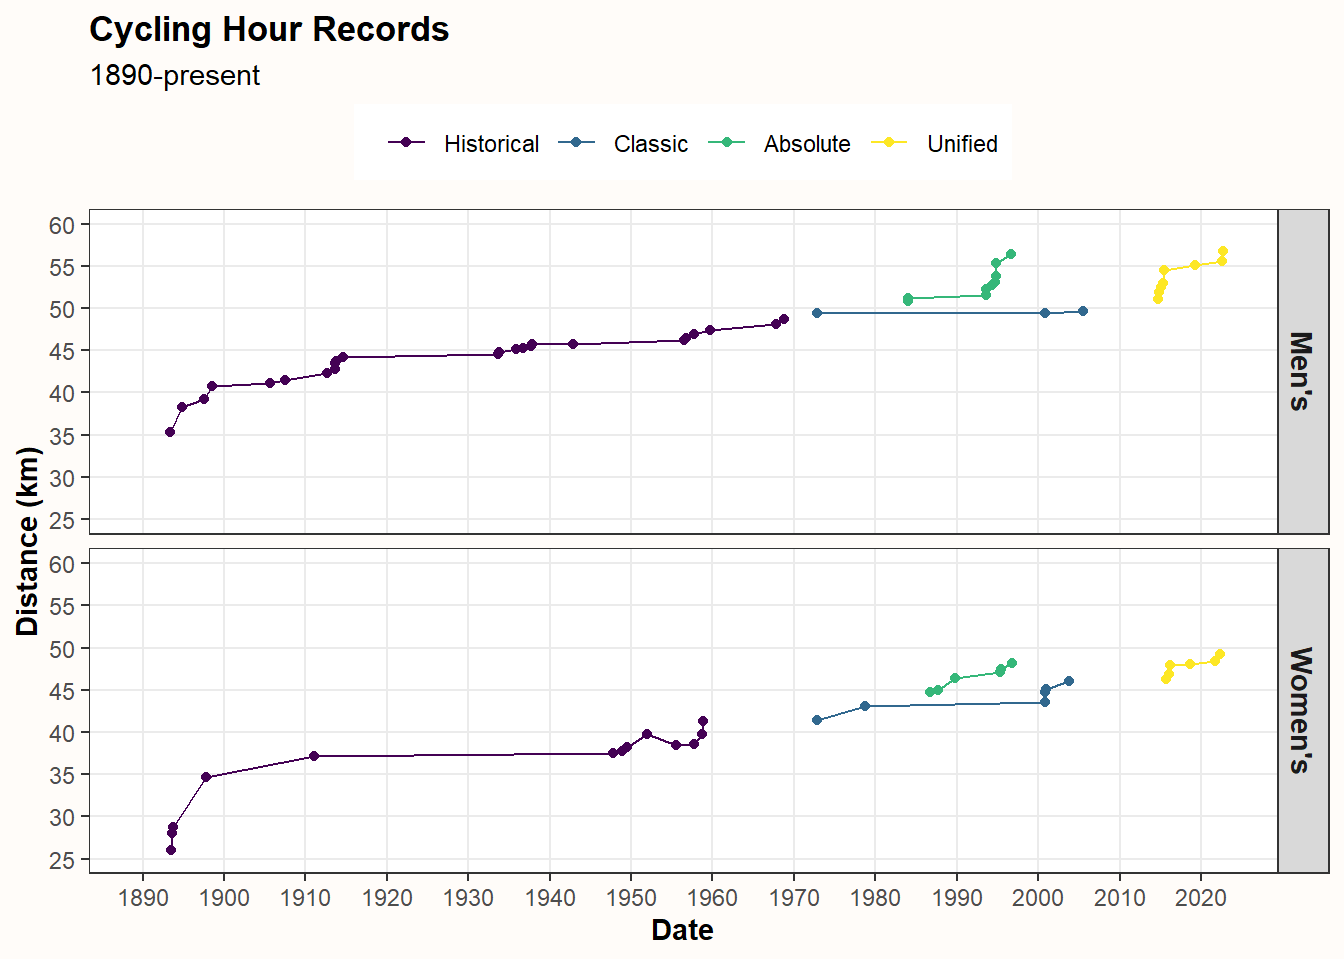 Cycling Hour Records
1890-present
Historical Classic Absolute Unified
60
55
50
45
40
35
30
25
Men's
Distance (km)
60
55
50
45
40
35
30
25
Women's
1890 1900 1910 1920 1930 1940 1950 1960 1970 1980 1990 2000 2010 2020
Date